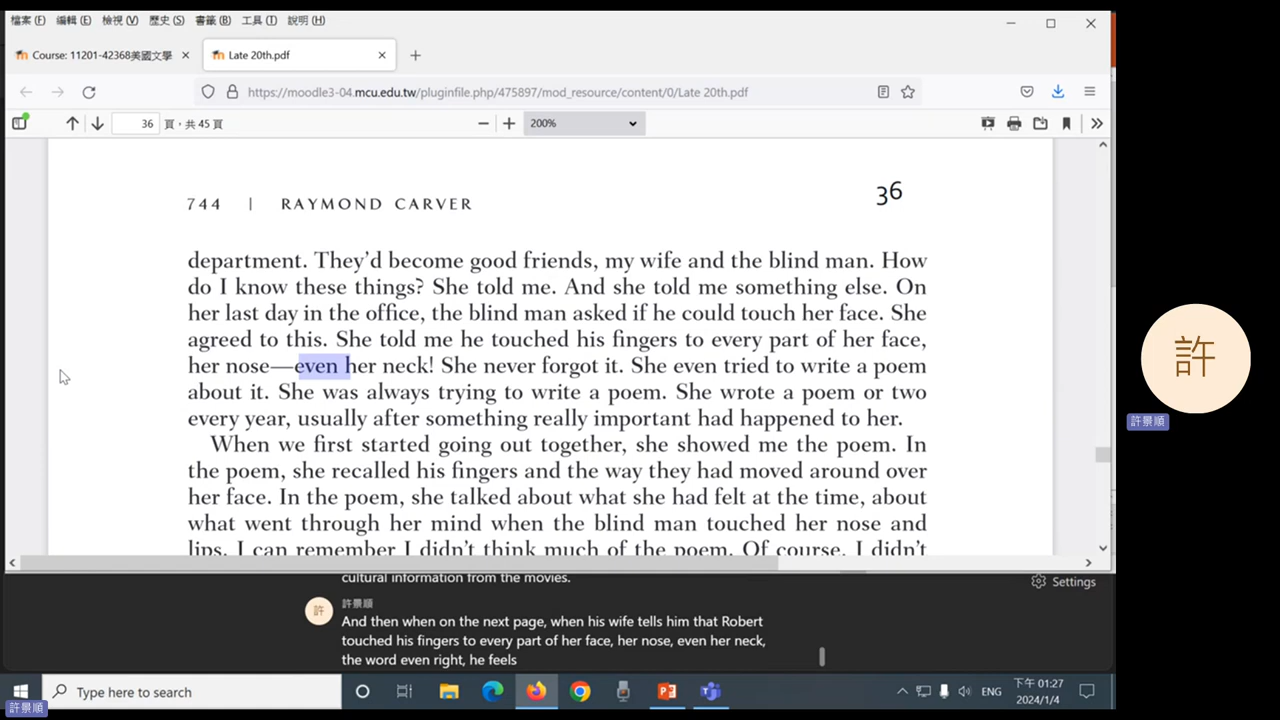 檔案 (F) 編輯 (E) 檢視 (V) 歷史 (S) 書籤 (B) 工具 (T) 說明 (H)
Course: 11201-42368美國文學
Late 20th.pdf
https://moodle3-04.mcu.edu.tw/pluginfile.php/475897/mod_resource/content/0/Late 20th.pdf
36 頁，共 45 頁
200%
744 | RAYMOND CARVER
36
department. They’d become good friends, my wife and the blind man. How
do I know these things? She told me. And she told me something else. On
her last day in the office, the blind man asked if he could touch her face. She
agreed to this. She told me he touched his fingers to every part of her face,
her nose—even her neck! She never forgot it. She even tried to write a poem
about it. She was always trying to write a poem. She wrote a poem or two
every year, usually after something really important had happened to her.
When we first started going out together, she showed me the poem. In
the poem, she recalled his fingers and the way they had moved around over
her face. In the poem, she talked about what she had felt at the time, about
what went through her mind when the blind man touched her nose and
lips. I can remember I didn’t think much of the poem. Of course, I didn’t
cultural information from the movies.
Settings
許
許景順
And then when on the next page, when his wife tells him that Robert
touched his fingers to every part of her face, her nose, even her neck,
the word even right, he feels
Type here to search
ENG
下午 01:27
2024/1/4
許景順
許
許景順